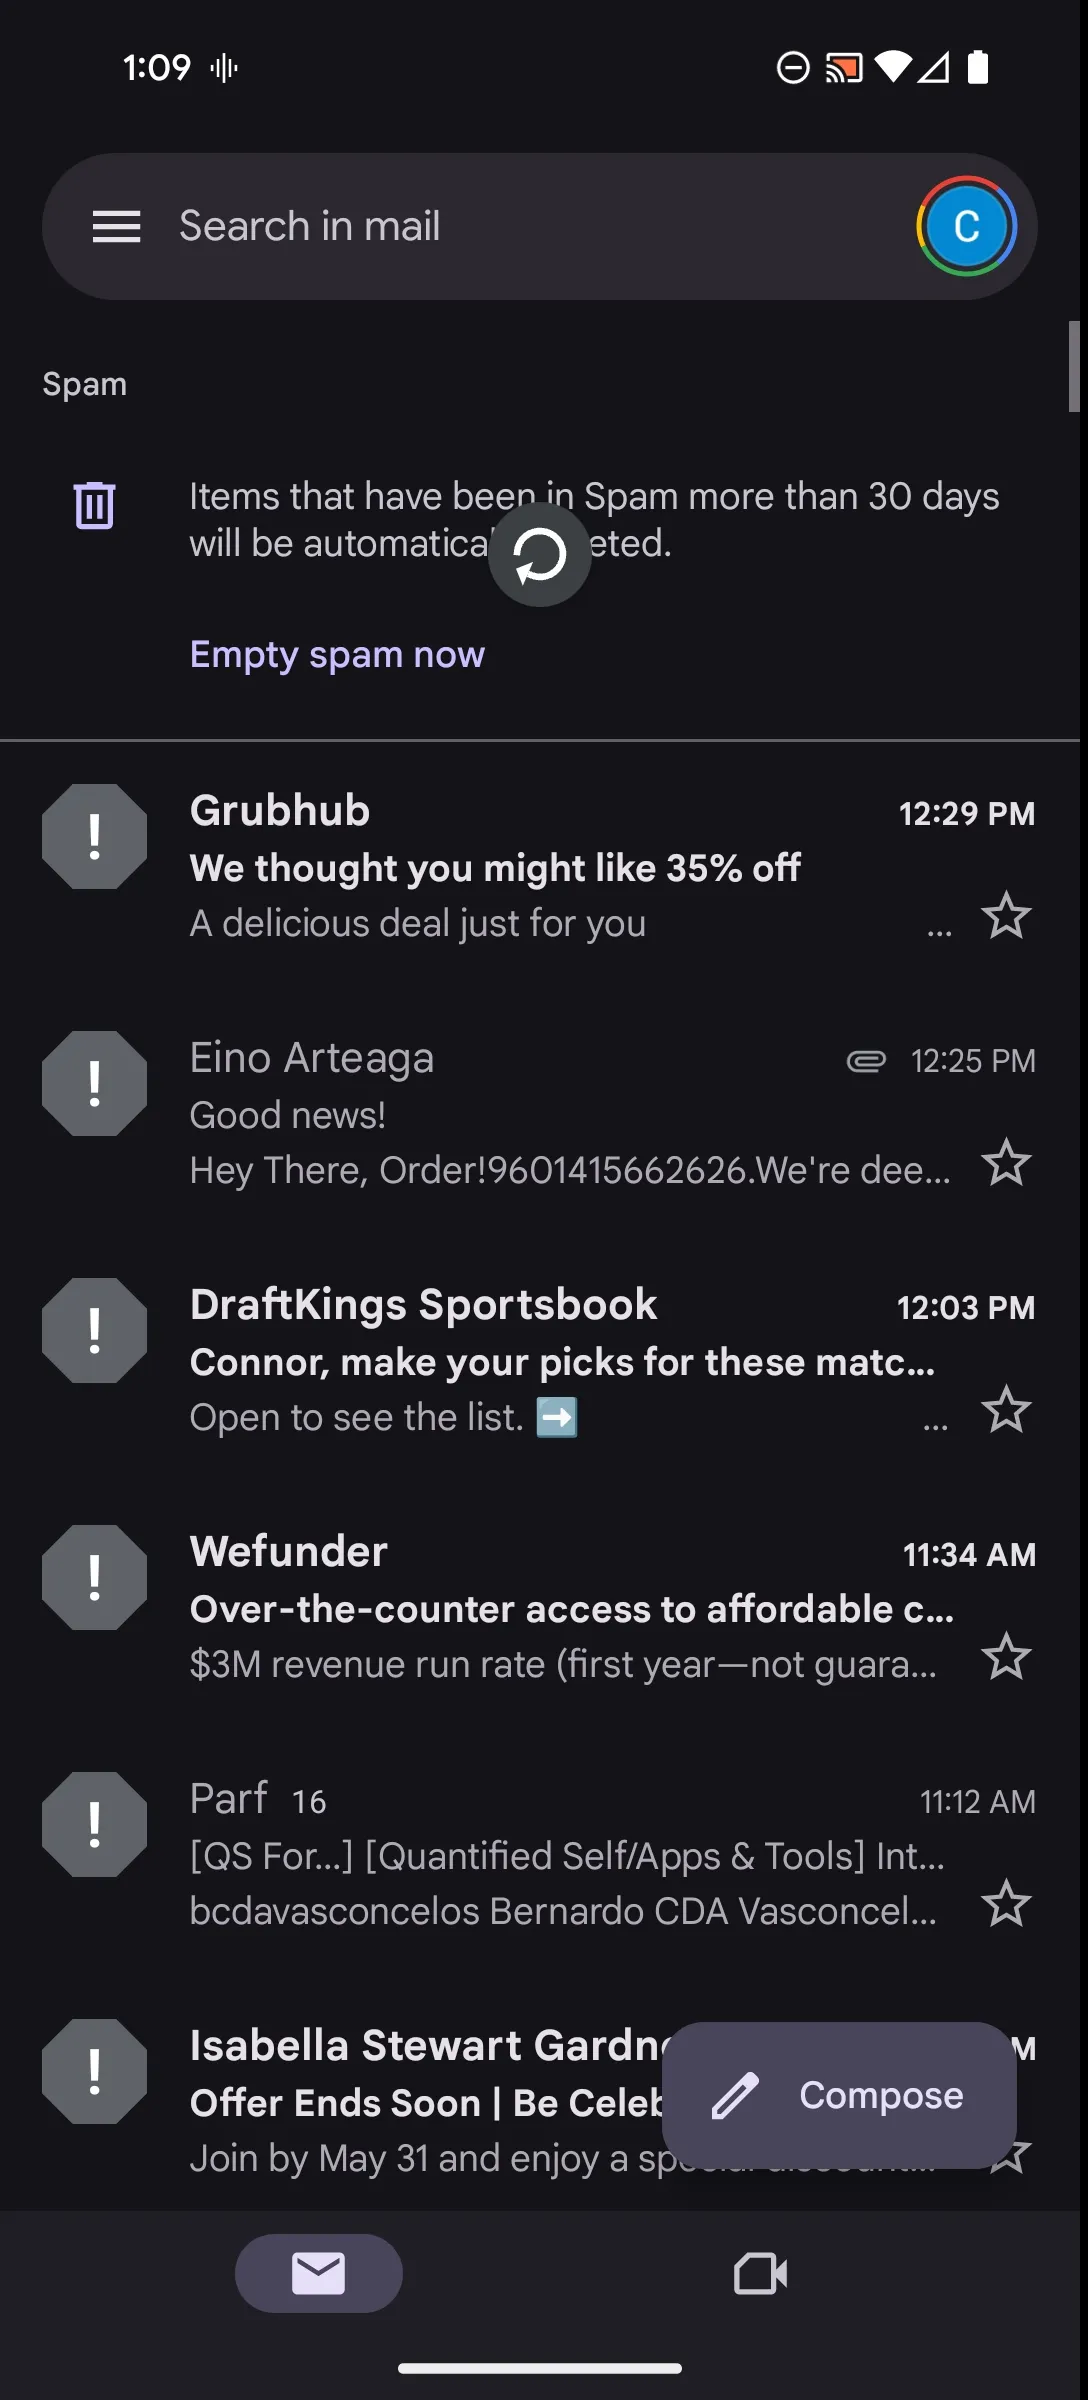 1:09
Search in mail
C
Spam
Items that have been in Spam more than 30 days
will be automatica eted.
Empty spam now
Grubhub 12:29 PM
We thought you might like 35% off
A delicious deal just for you ...
Eino Arteaga 12:25 PM
Good news!
Hey There, Order!9601415662626.We're dee...
DraftKings Sportsbook 12:03 PM
Connor, make your picks for these matc...
Open to see the list. ➡️ ...
Wefunder 11:34 AM
Over-the-counter access to affordable c...
$3M revenue run rate (first year—not guara...
Parf 16 11:12 AM
[QS For...] [Quantified Self/Apps & Tools] Int...
bcdavasconcelos Bernardo CDA Vasconcel...
Isabella Stewart Gardn M
Offer Ends Soon | Be Celeb
Join by May 31 and enjoy a special discount...
Compose